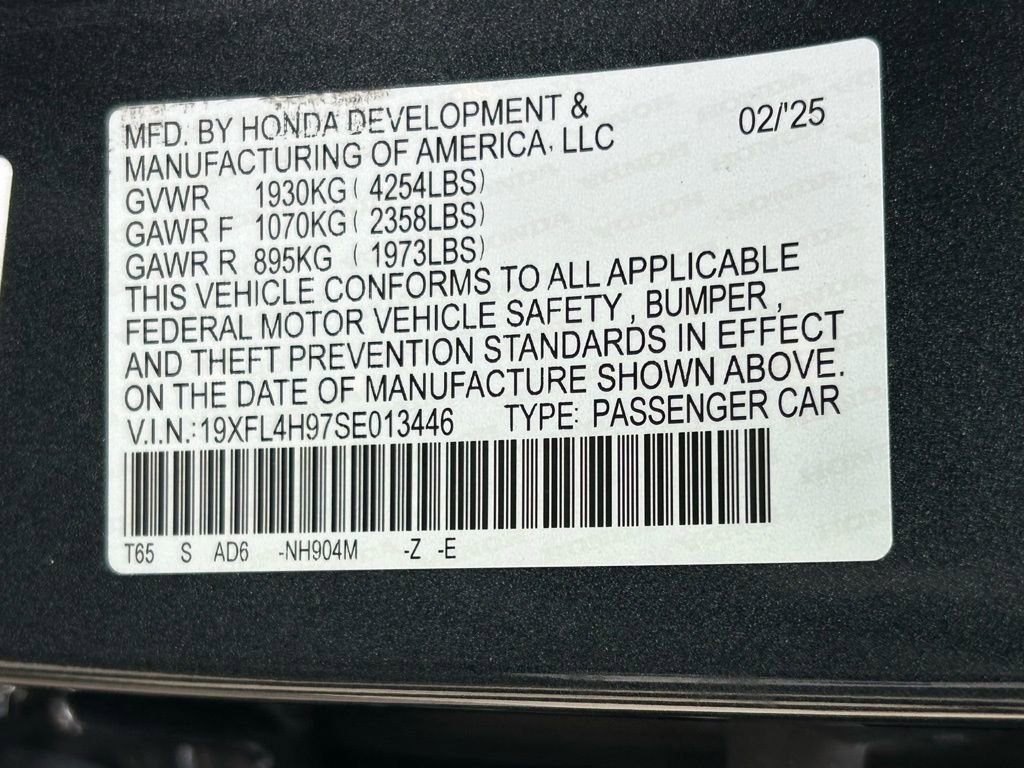 MFD. BY HONDA DEVELOPMENT & 02/'25
MANUFACTURING OF AMERICA, LLC
GVWR 1930KG ( 4254LBS)
GAWR F 1070KG ( 2358LBS)
GAWR R 895KG ( 1973LBS)
THIS VEHICLE CONFORMS TO ALL APPLICABLE
FEDERAL MOTOR VEHICLE SAFETY , BUMPER ,
AND THEFT PREVENTION STANDARDS IN EFFECT
ON THE DATE OF MANUFACTURE SHOWN ABOVE.
V.I.N.:19XFL4H97SE013446 TYPE: PASSENGER CAR
T65 S AD6 -NH904M -Z -E